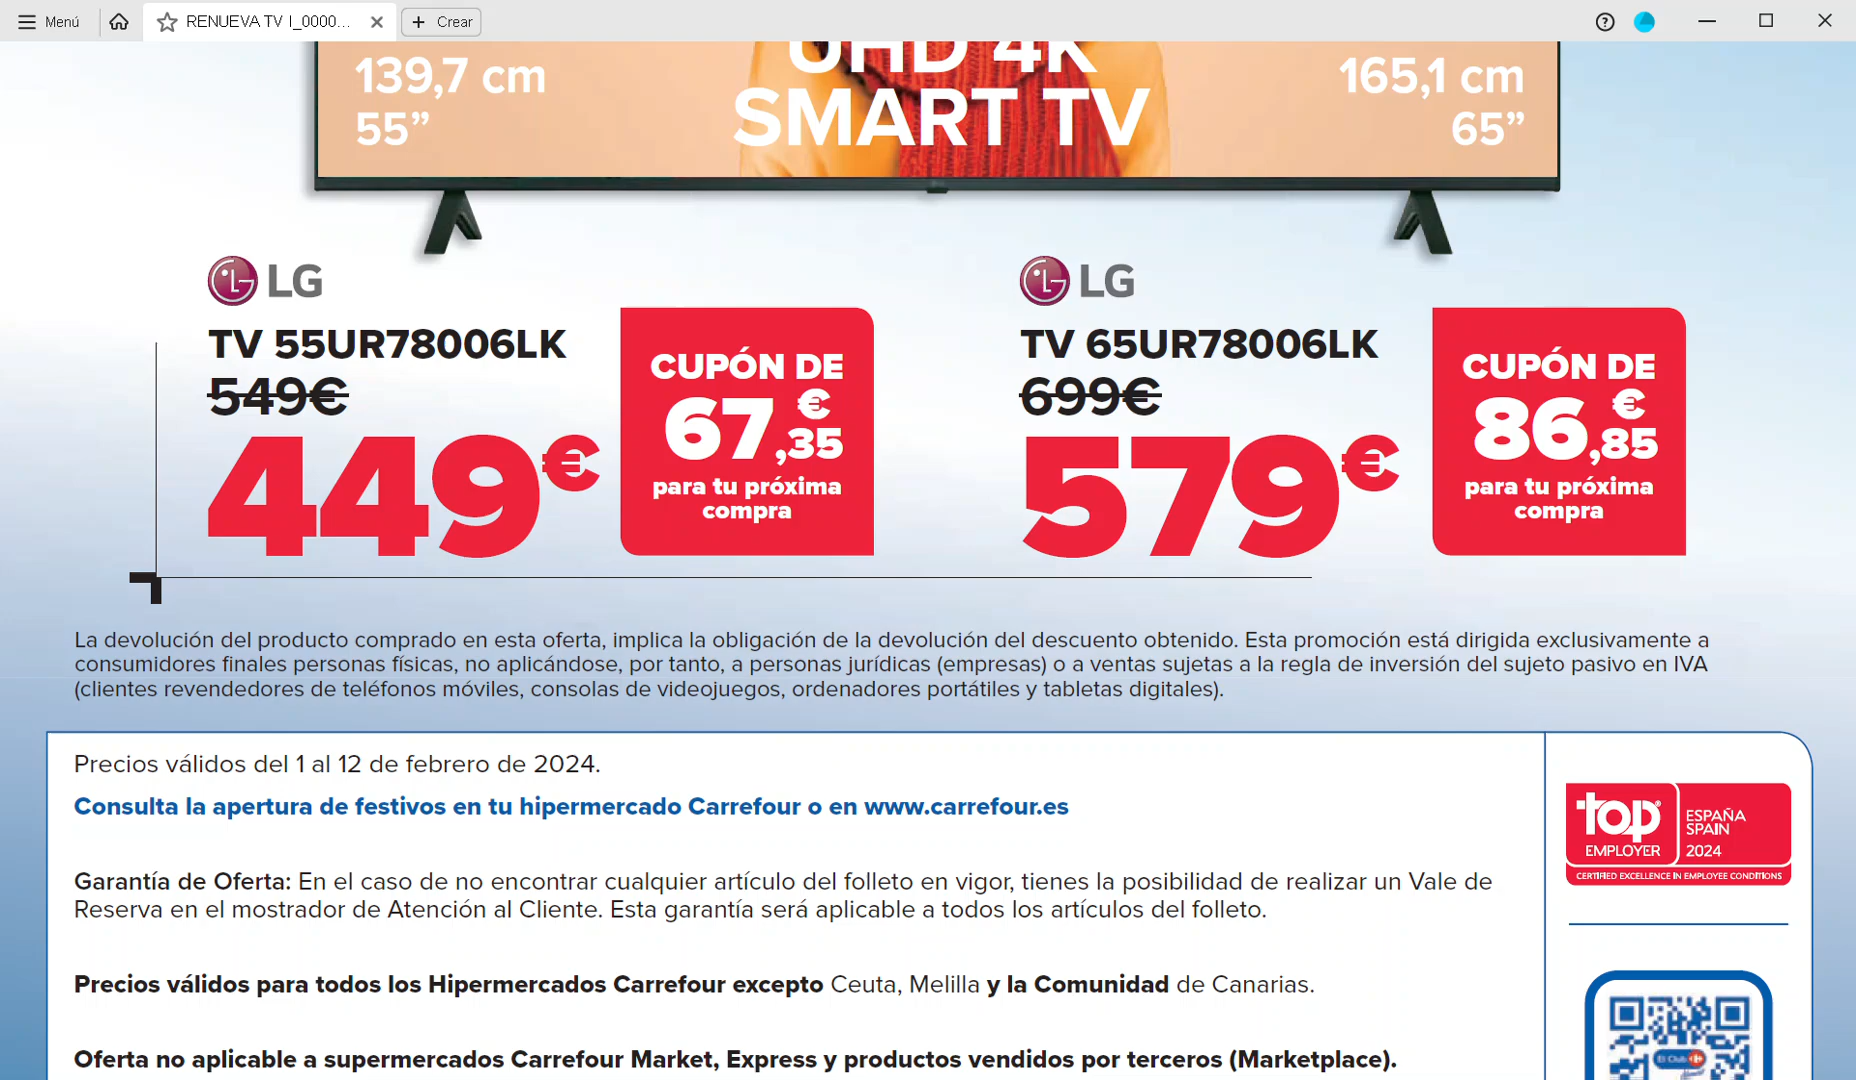 Menú
RENUEVA TV I_0000...
+ Crear
139,7 cm
55”
UHD 4K
SMART TV
165,1 cm
65”
LG
TV 55UR78006LK
549€
449€
CUPÓN DE
67,35€
para tu próxima
compra
LG
TV 65UR78006LK
699€
579€
CUPÓN DE
86,85€
para tu próxima
compra
La devolución del producto comprado en esta oferta, implica la obligación de la devolución del descuento obtenido. Esta promoción está dirigida exclusivamente a
consumidores finales personas físicas, no aplicándose, por tanto, a personas jurídicas (empresas) o a ventas sujetas a la regla de inversión del sujeto pasivo en IVA
(clientes revendedores de teléfonos móviles, consolas de videojuegos, ordenadores portátiles y tabletas digitales).
Precios válidos del 1 al 12 de febrero de 2024.
Consulta la apertura de festivos en tu hipermercado Carrefour o en www.carrefour.es
Garantía de Oferta: En el caso de no encontrar cualquier artículo del folleto en vigor, tienes la posibilidad de realizar un Vale de
Reserva en el mostrador de Atención al Cliente. Esta garantía será aplicable a todos los artículos del folleto.
Precios válidos para todos los Hipermercados Carrefour excepto Ceuta, Melilla y la Comunidad de Canarias.
Oferta no aplicable a supermercados Carrefour Market, Express y productos vendidos por terceros (Marketplace).
top®
EMPLOYER
ESPAÑA
SPAIN
2024
CERTIFIED EXCELLENCE IN EMPLOYEE CONDITIONS
El Club